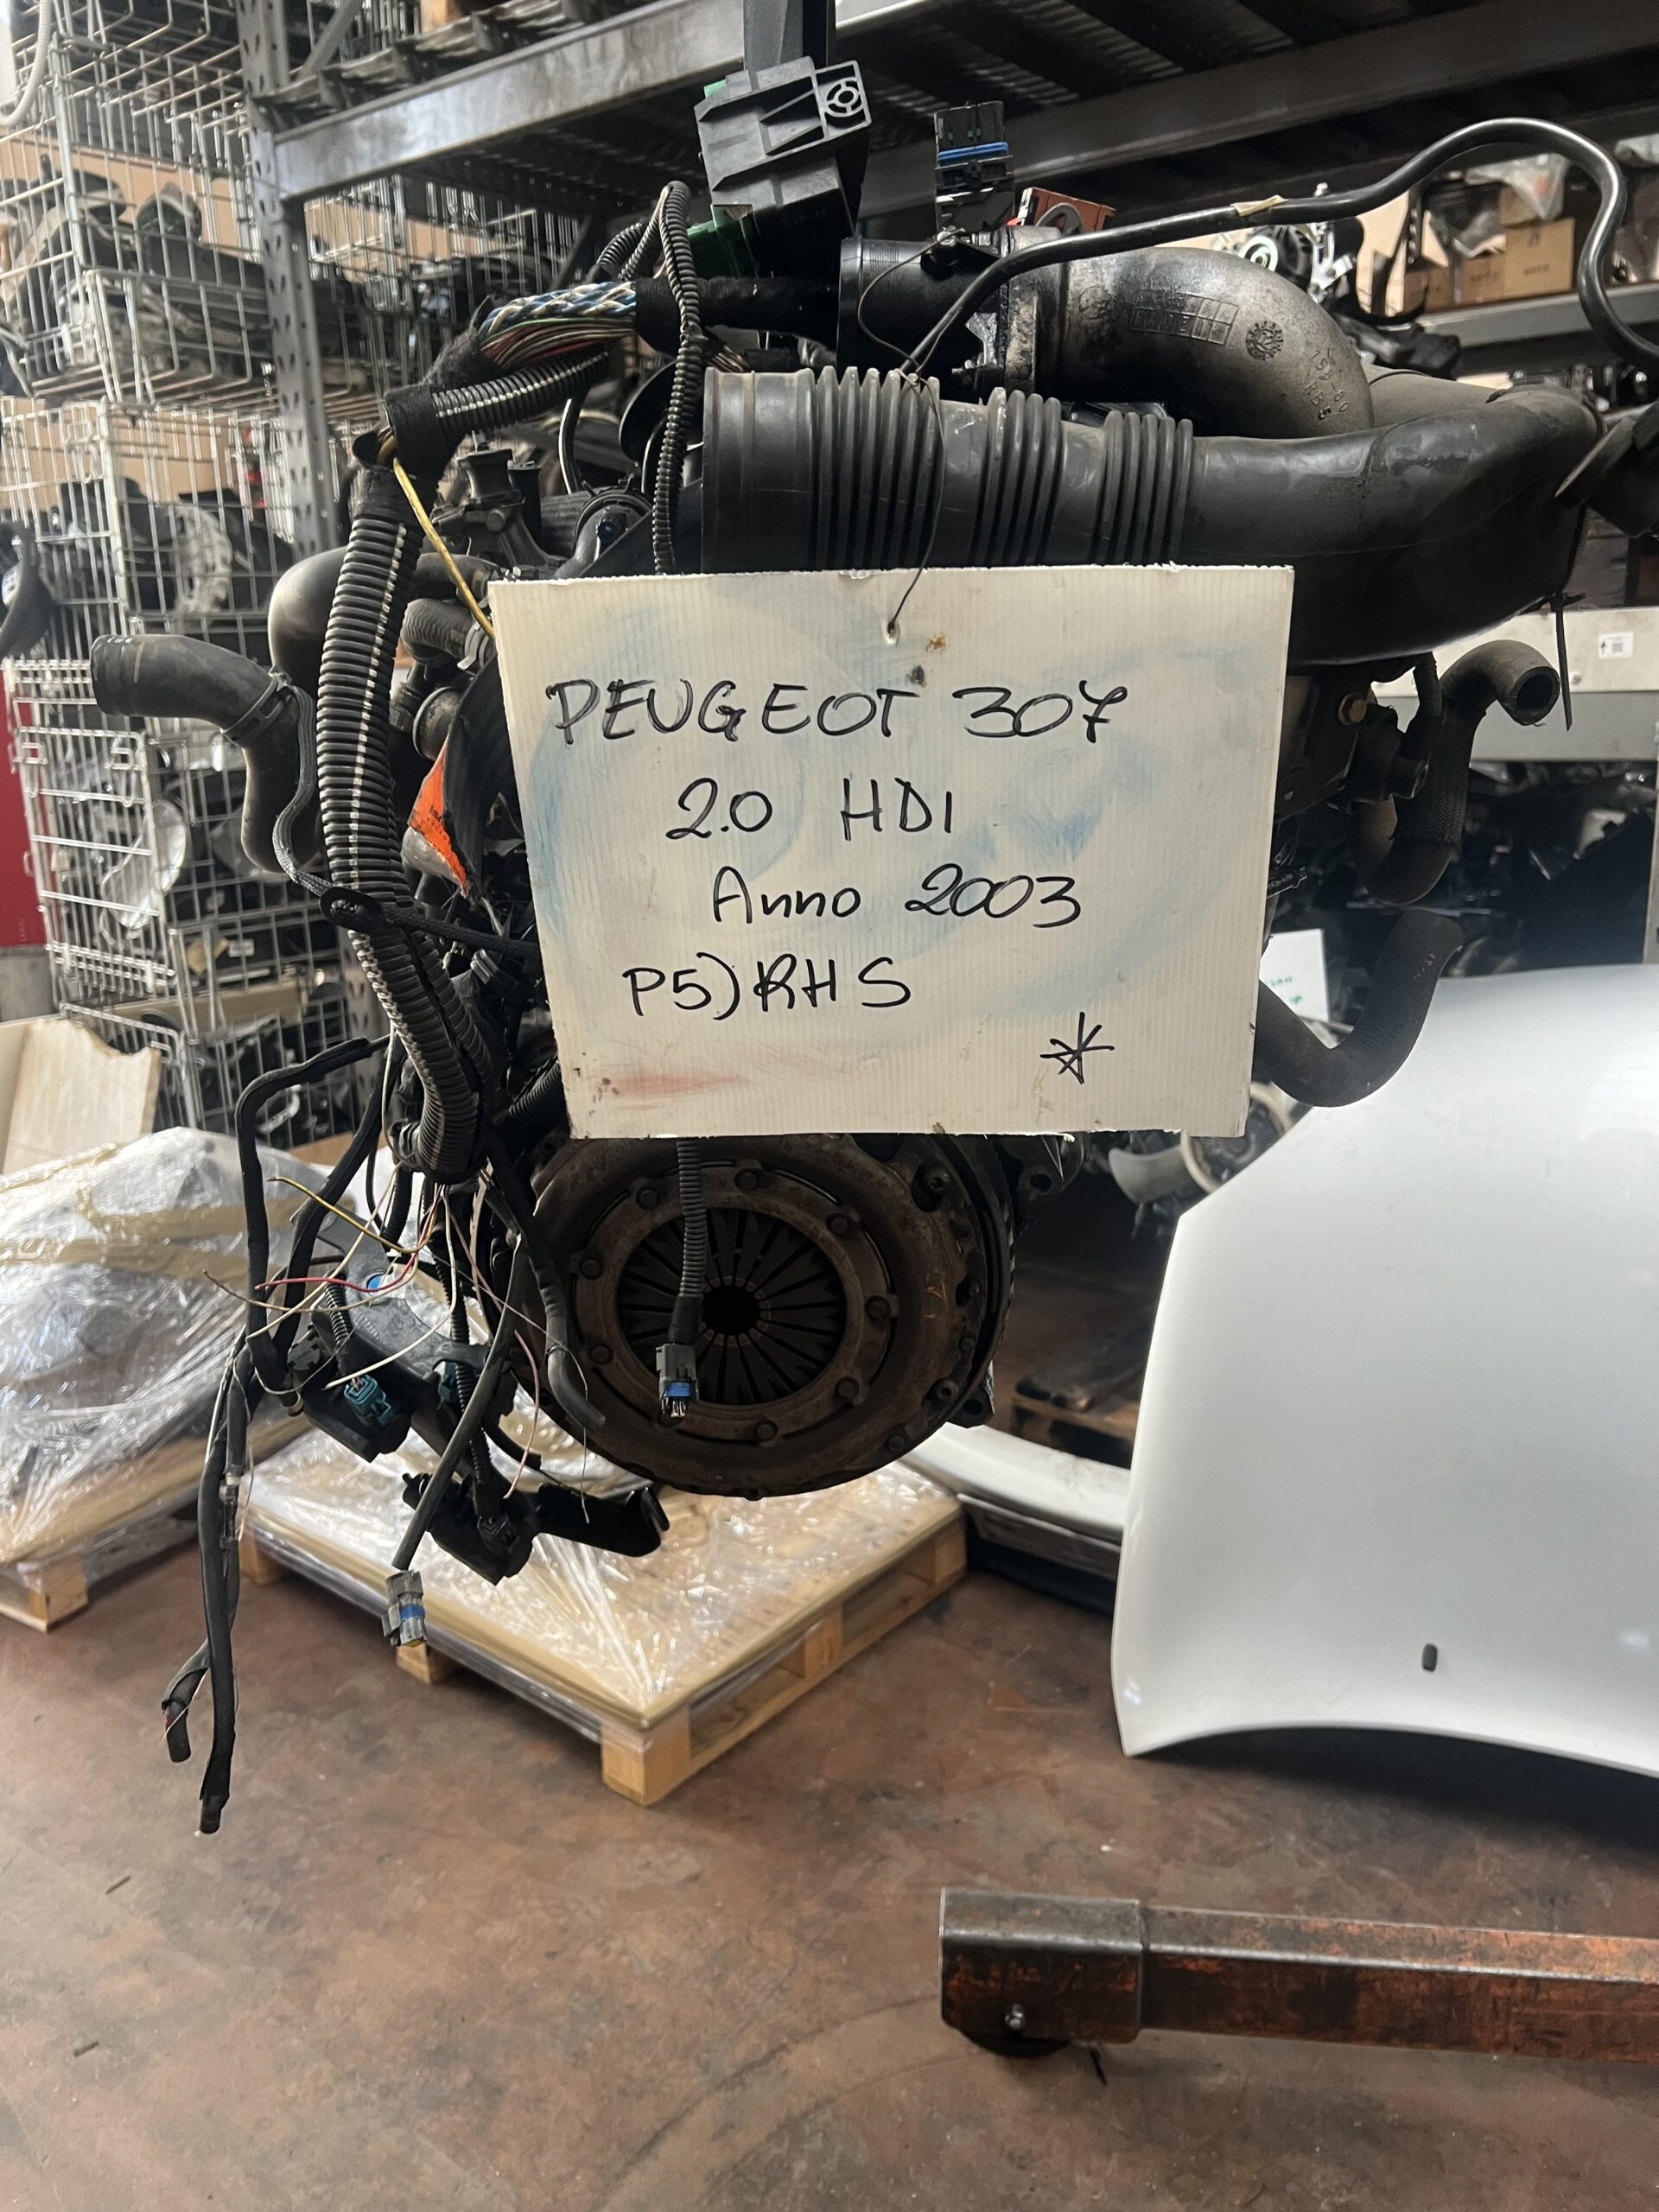 PEUGEOT 307
2.0 HDI
Anno 2003
P5) RHS